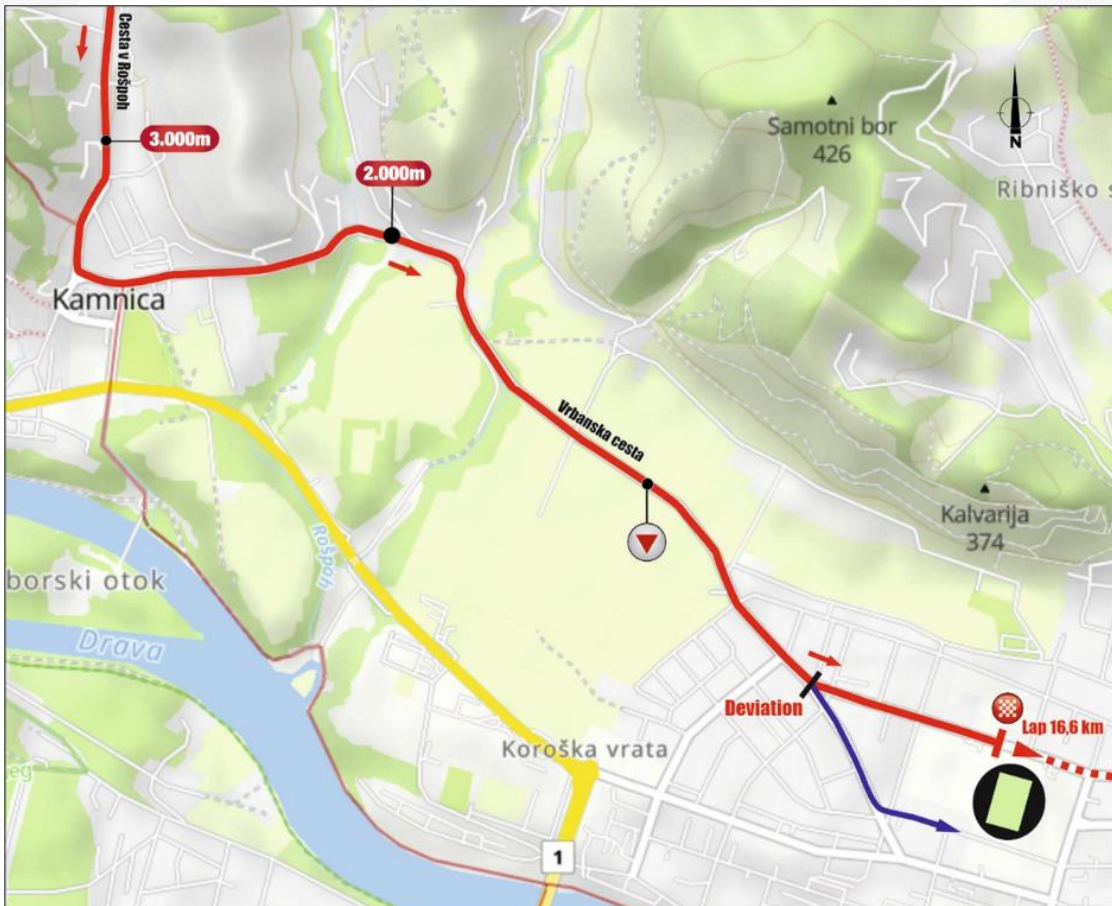 Cesta v Rošpoh
3.000m
2.000m
Samotni bor
426
N
Kamnica
Vrbanska cesta
Kalvarija
374
Rošpoh
borski otok
Drava
Deviation
Lap 16,6 km
Koroška vrata
1